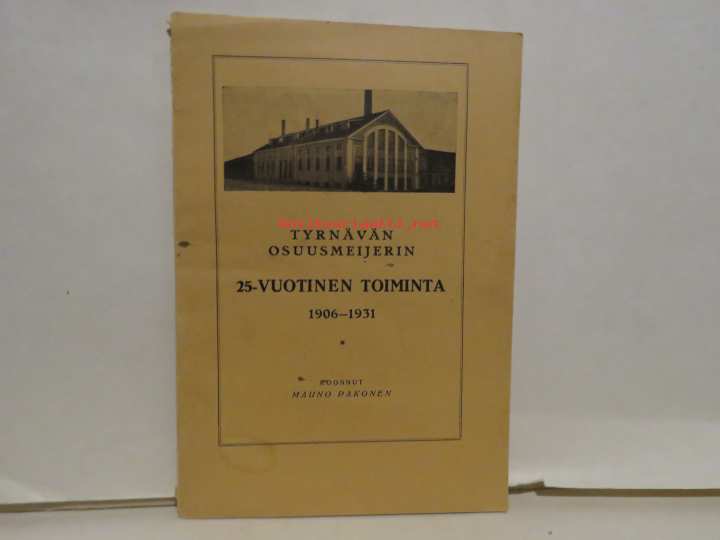 TYRNÄVÄN
OSUUSMEIJERIN
25-VUOTINEN TOIMINTA
1906—1931
KOONNUT
MAUNO PAKONEN